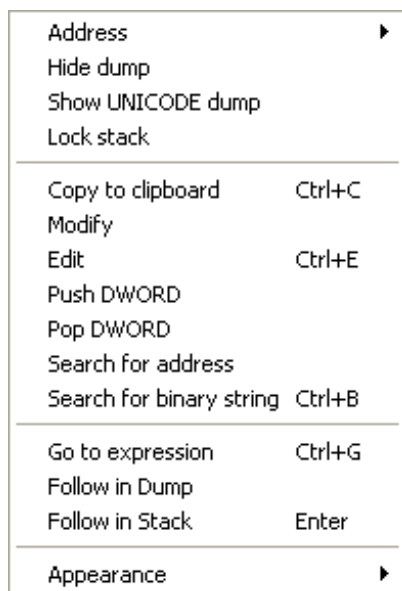 Address
Hide dump
Show UNICODE dump
Lock stack
Copy to clipboard Ctrl+C
Modify
Edit Ctrl+E
Push DWORD
Pop DWORD
Search for address
Search for binary string Ctrl+B
Go to expression Ctrl+G
Follow in Dump
Follow in Stack Enter
Appearance